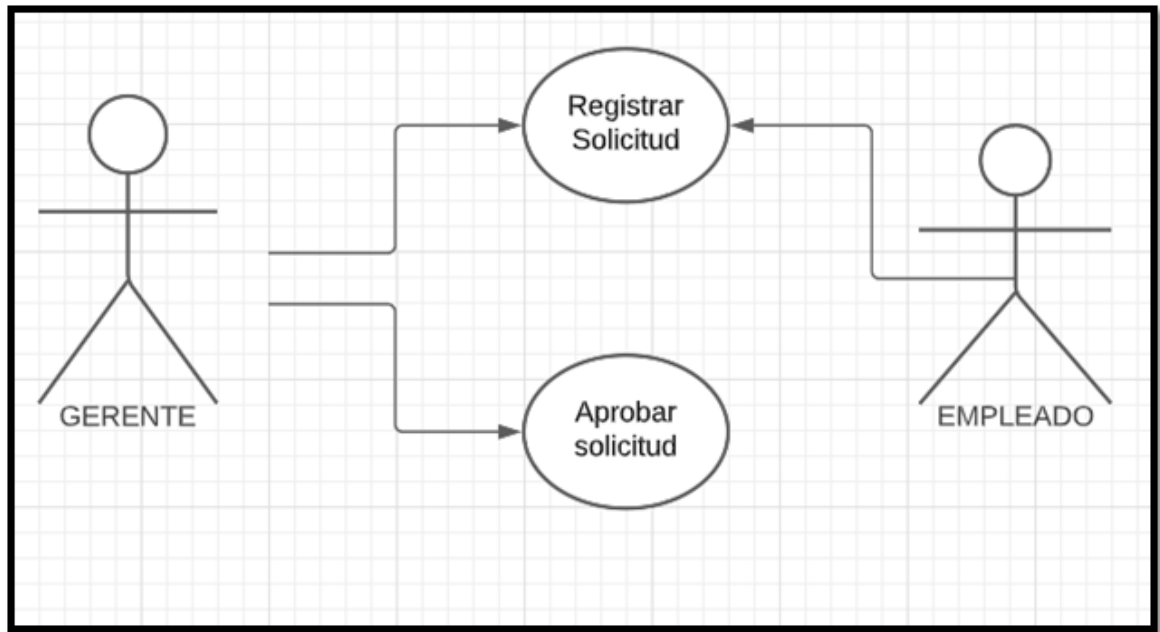 Registrar
Solicitud
GERENTE
Aprobar
solicitud
EMPLEADO